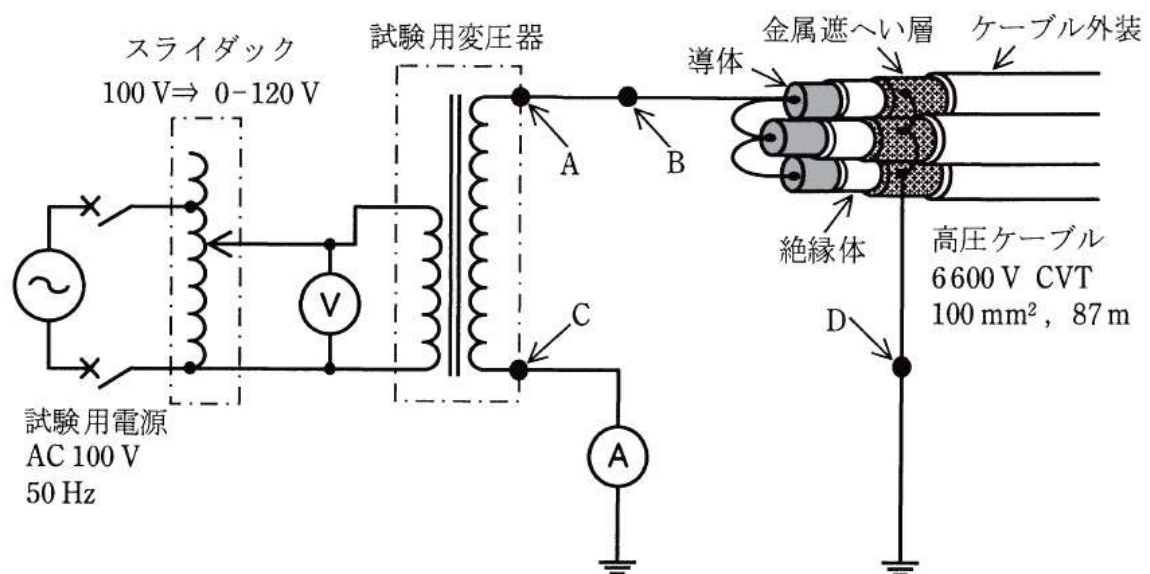 スライダック
100 V⇒ 0-120 V
試験用変圧器
導体
金属遮へい層
ケーブル外装
A
B
絶縁体
高圧ケーブル
6 600 V CVT
100 mm², 87 m
V
C
D
A
試験用電源
AC 100 V
50 Hz